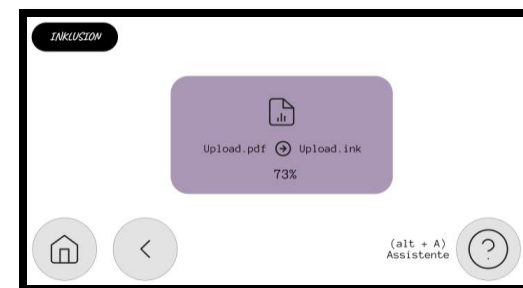 INKLUSION
Upload.pdf Upload.ink
73%
(alt + A)
Assistente
?